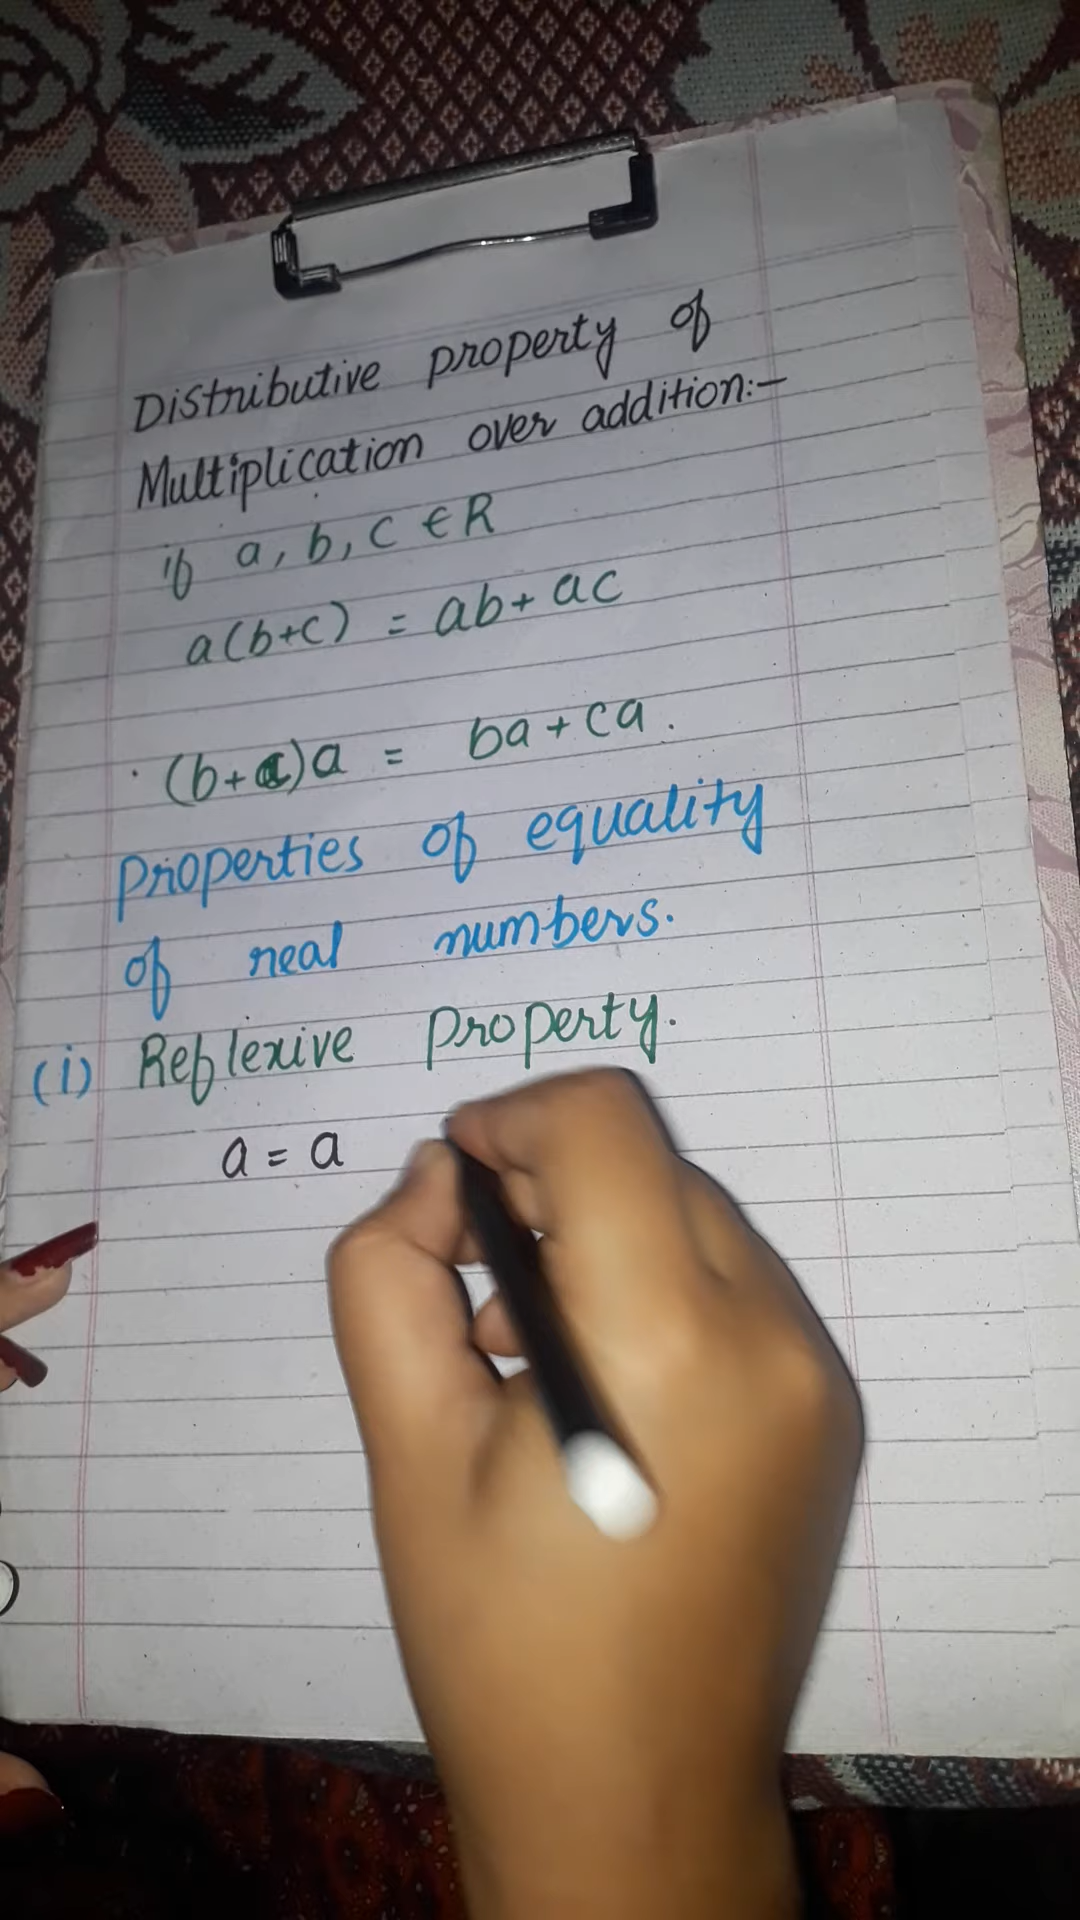 Distributive property of
Multiplication over addition:-
if a, b, c ∈ R
a(b+c) = ab + ac
(b+c)a = ba + ca.
Properties of equality
of real numbers.
(i) Reflexive Property.
a = a